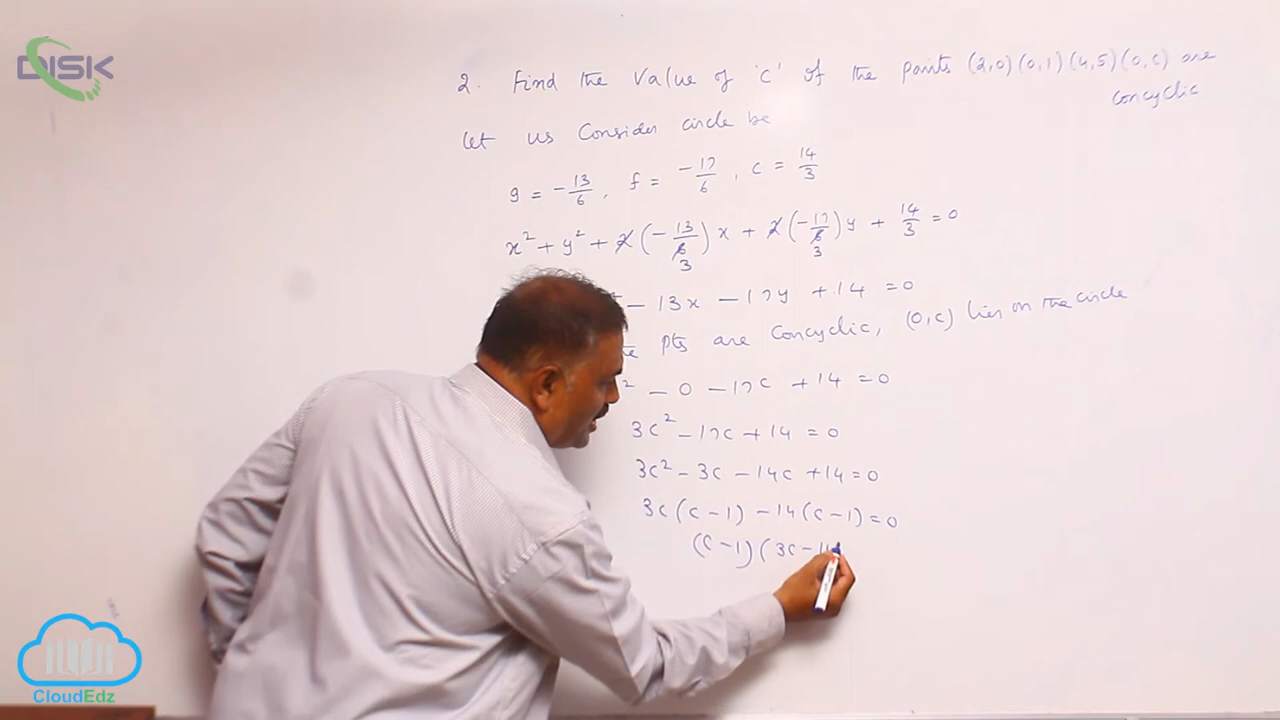 DISK
2. Find the Value of 'C' of the points (2,0) (0,1) (4,5) (0,c) are
concyclic
let us Consider circle be
g = -13/6, f = -17/6, c = 14/3
x² + y² + 2(-13/6)x + 2(-17/6)y + 14/3 = 0
3 3
- 13x - 17y + 14 = 0
pts are Concyclic, (0,c) lies on the circle
² - 0 - 17c + 14 = 0
3c² - 17c + 14 = 0
3c² - 3c - 14c + 14 = 0
3c(c - 1) - 14(c - 1) = 0
(c - 1)(3c - 14
CloudEdz